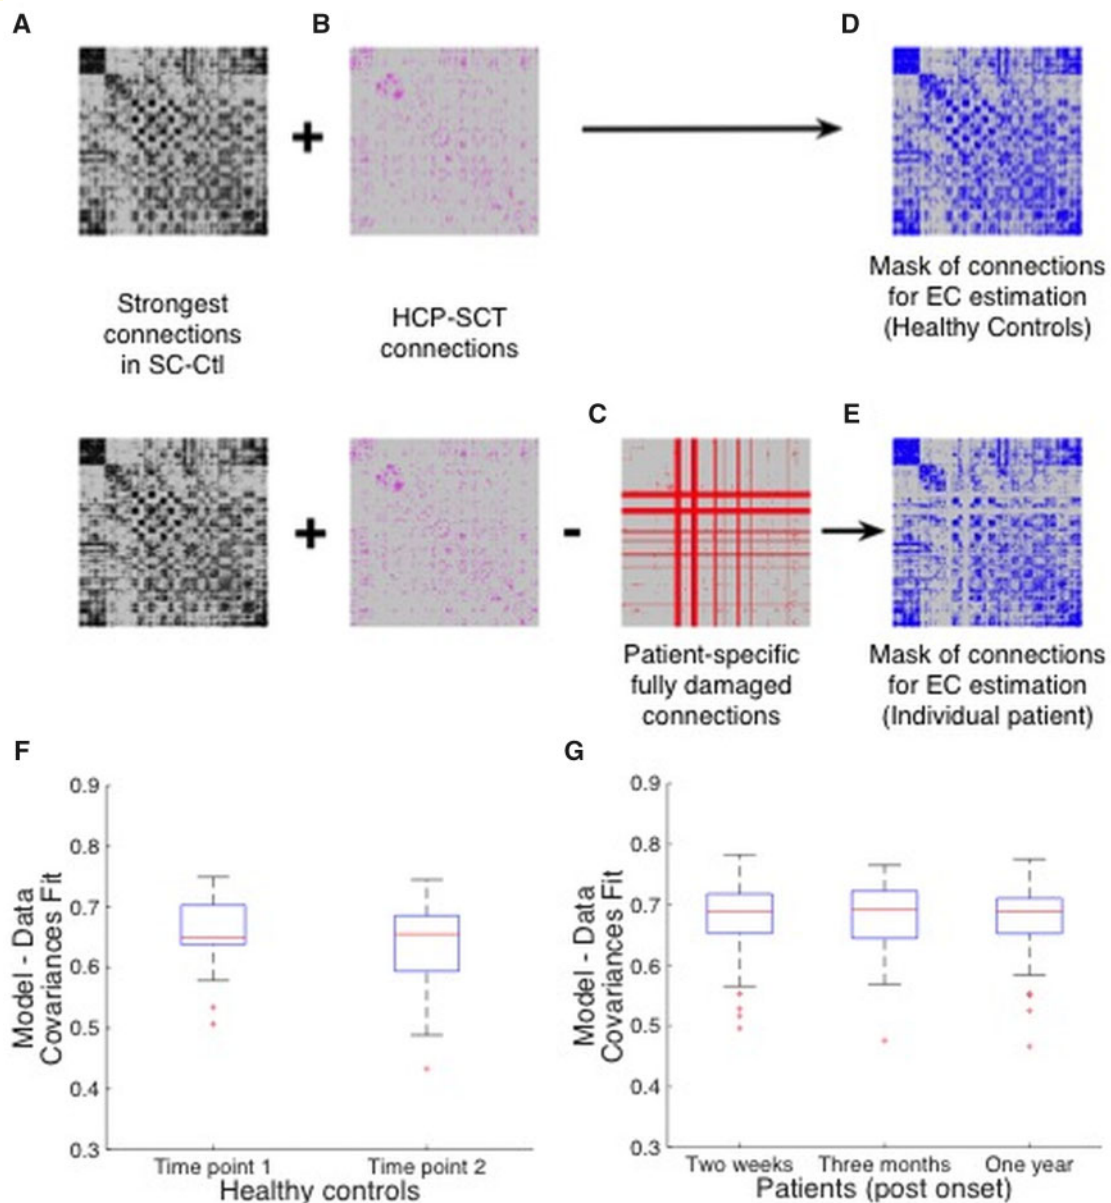 A
B
D
+
Strongest
connections
in SC-Ctl
HCP-SCT
connections
Mask of connections
for EC estimation
(Healthy Controls)
C
E
+
-
Patient-specific
fully damaged
connections
Mask of connections
for EC estimation
(Individual patient)
F
Model - Data
Covariances Fit
0.9
0.8
0.7
0.6
0.5
0.4
0.3
Time point 1
Time point 2
Healthy controls
G
Model - Data
Covariances Fit
0.9
0.8
0.7
0.6
0.5
0.4
0.3
Two weeks
Three months
One year
Patients (post onset)